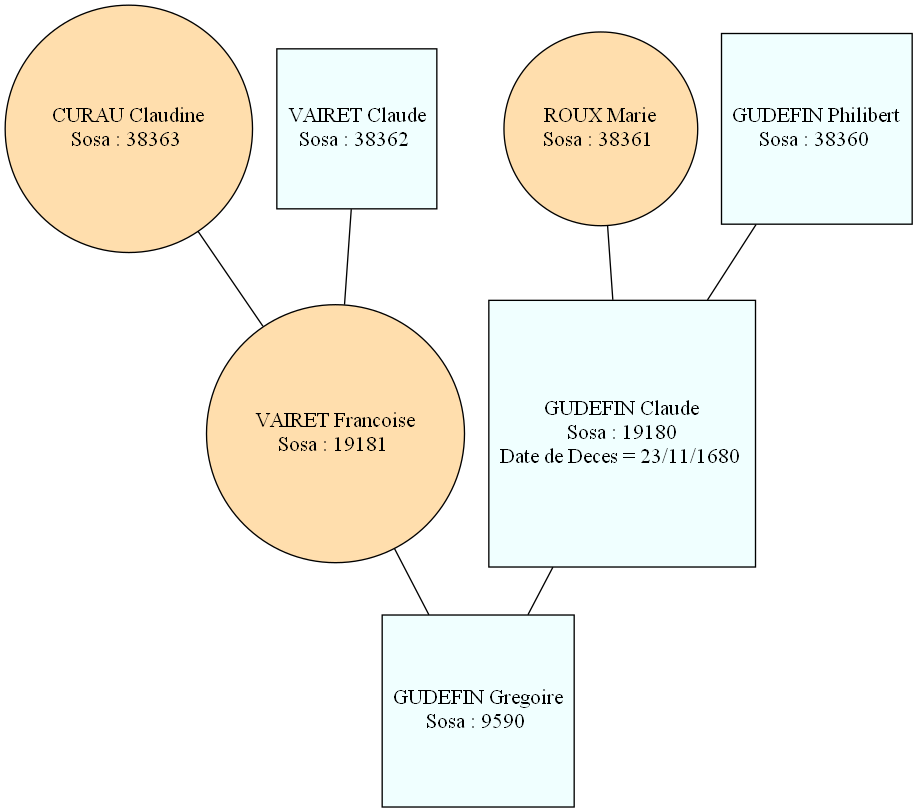 CURAU Claudine
Sosa : 38363
VAIRET Claude
Sosa : 38362
ROUX Marie
Sosa : 38361
GUDEFIN Philibert
Sosa : 38360
VAIRET Francoise
Sosa : 19181
GUDEFIN Claude
Sosa : 19180
Date de Deces = 23/11/1680
GUDEFIN Gregoire
Sosa : 9590